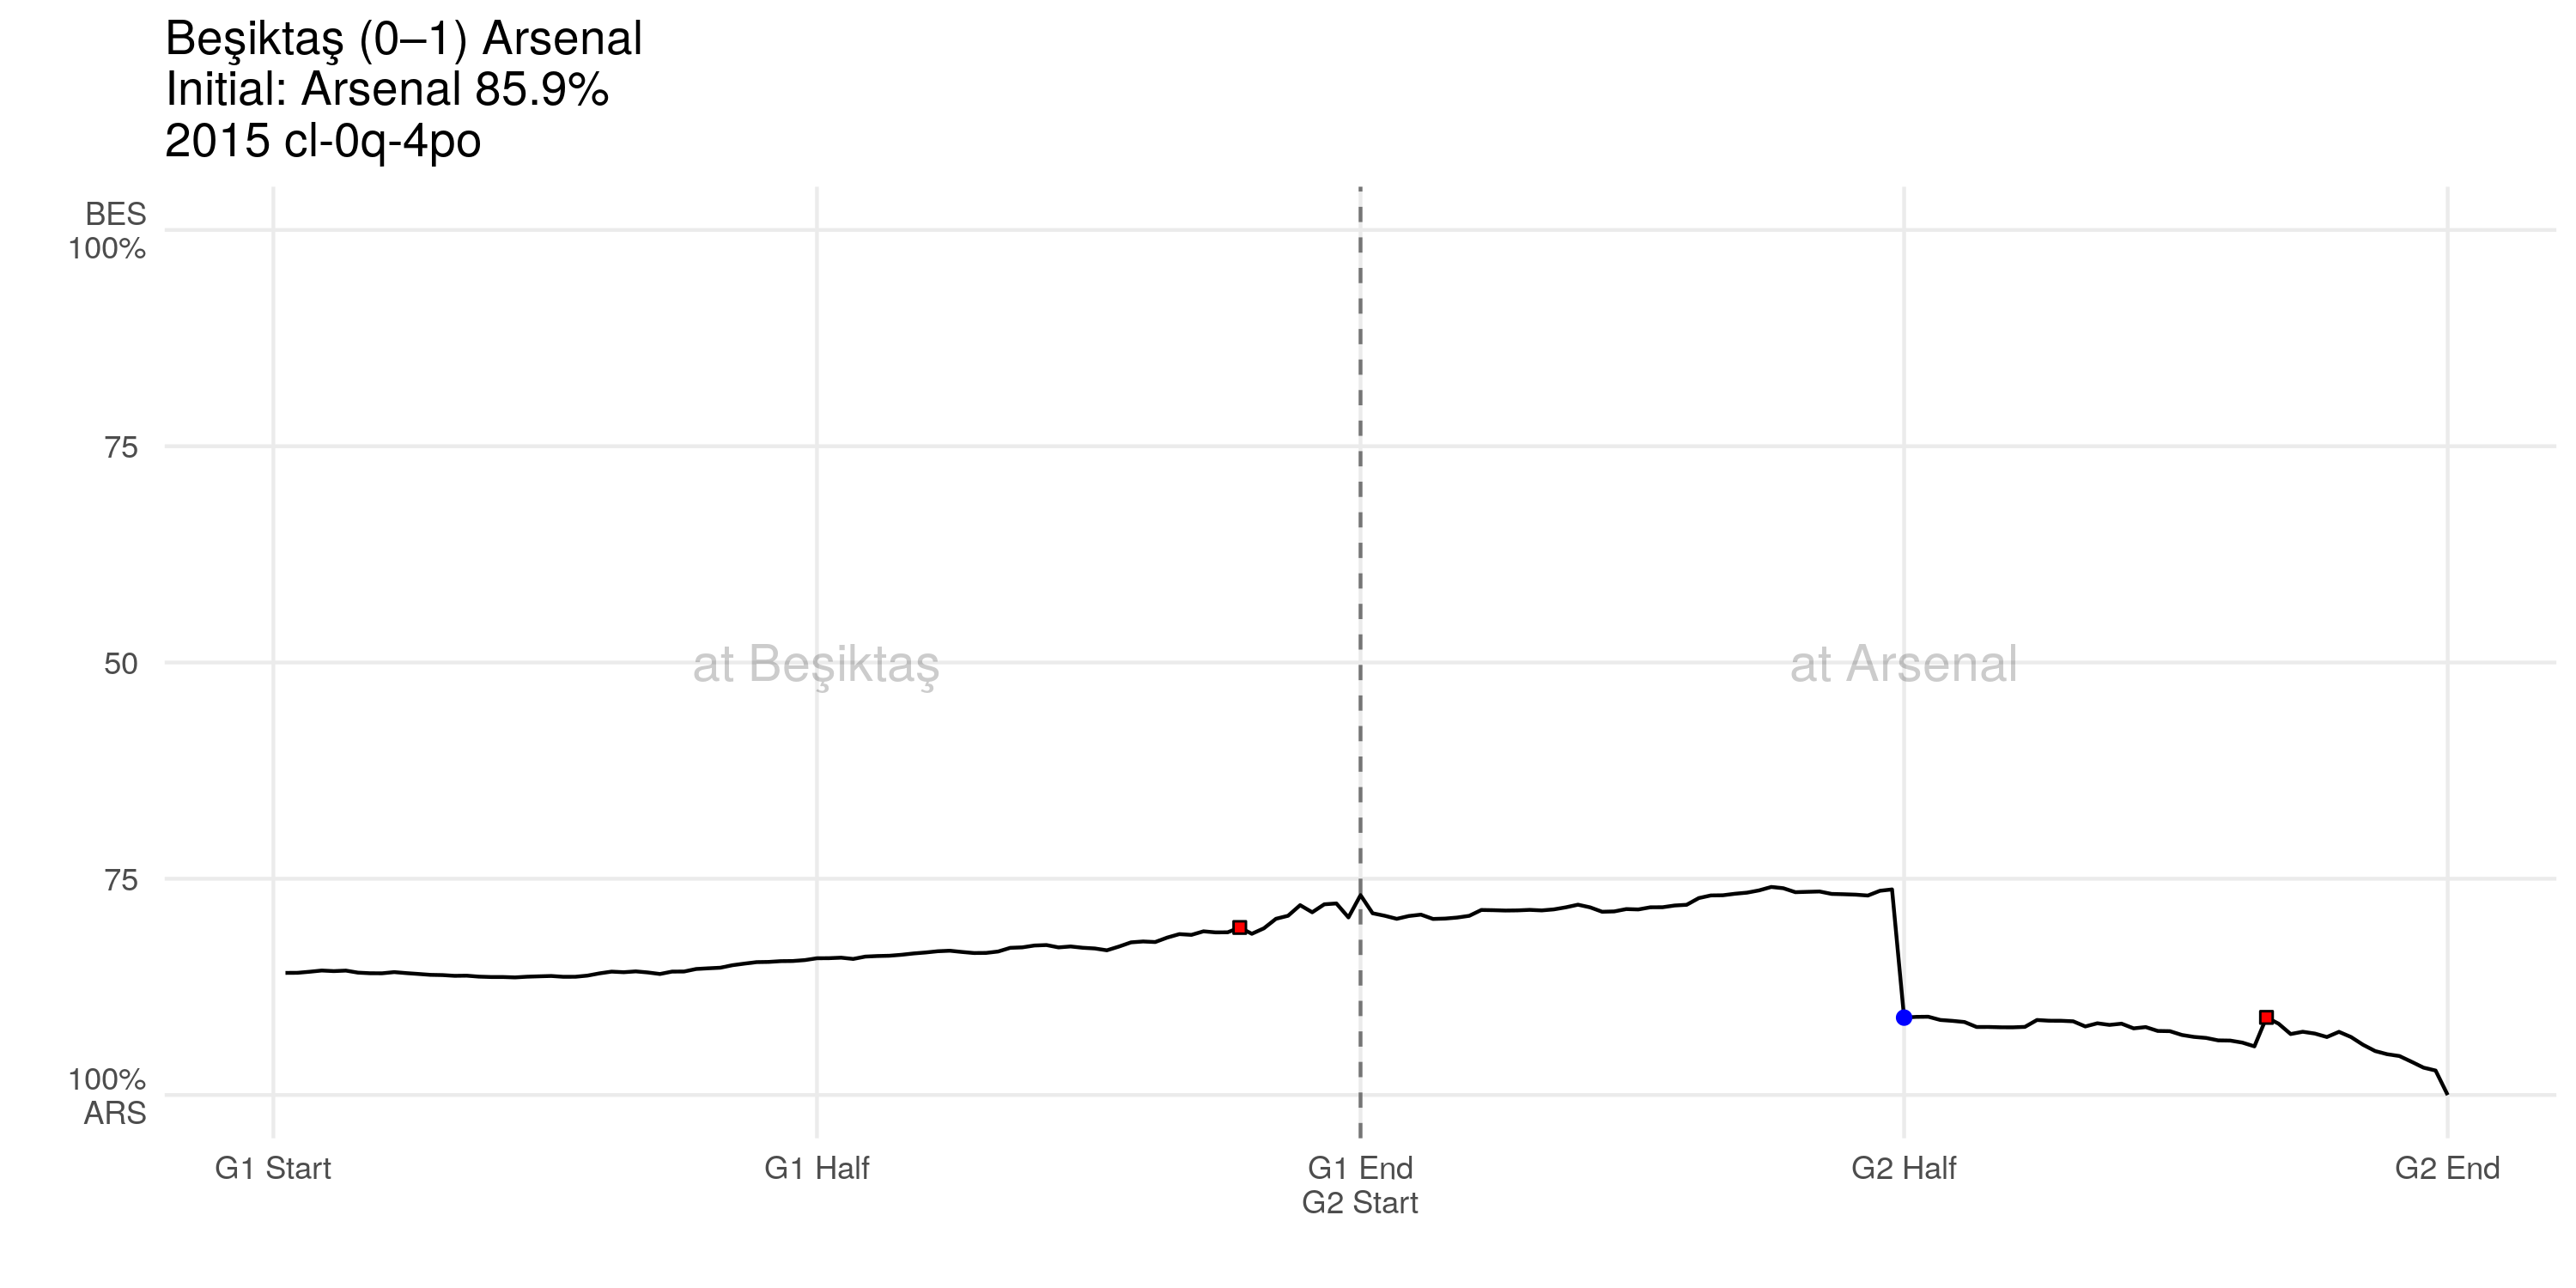 Beşiktaş (0–1) Arsenal
Initial: Arsenal 85.9%
2015 cl-0q-4po
BES
100%
75
50
75
100%
ARS
at Beşiktaş
at Arsenal
G1 Start
G1 Half
G1 End
G2 Start
G2 Half
G2 End